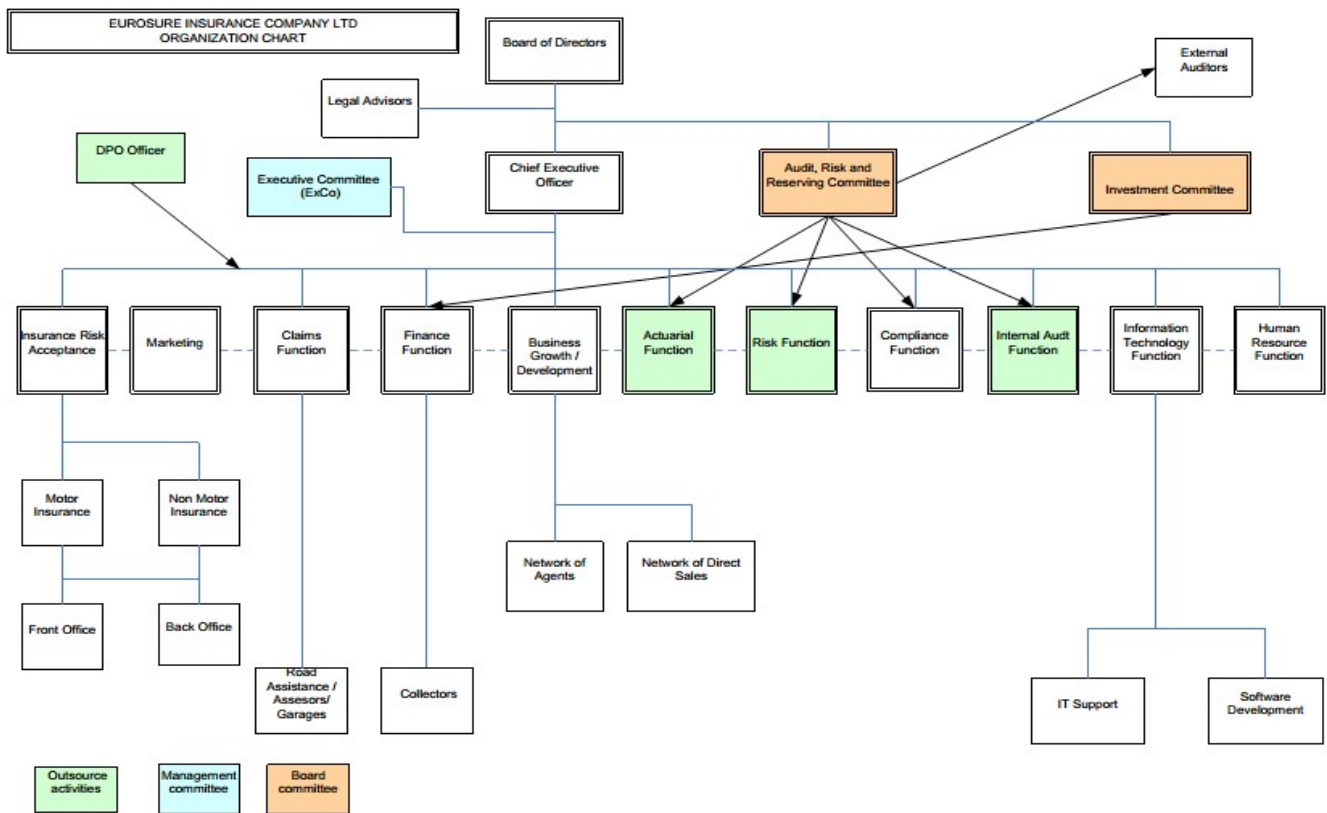 EUROSURE INSURANCE COMPANY LTD
ORGANIZATION CHART
Board of Directors
External
Auditors
Legal Advisors
DPO Officer
Executive Committee
(ExCo)
Chief Executive
Officer
Audit, Risk and
Reserving Committee
Investment Committee
Insurance Risk
Acceptance
Marketing
Claims
Function
Finance
Function
Business
Growth /
Development
Actuarial
Function
Risk Function
Compliance
Function
Internal Audt
Function
Information
Technology
Function
Human
Resource
Function
Motor
Insurance
Non Motor
Insurance
Network of
Agents
Network of Direct
Sales
Front Office
Back Office
Road
Assistance /
Assesors/
Garages
Collectors
IT Support
Software
Development
Outsource
activities
Management
committee
Board
committee